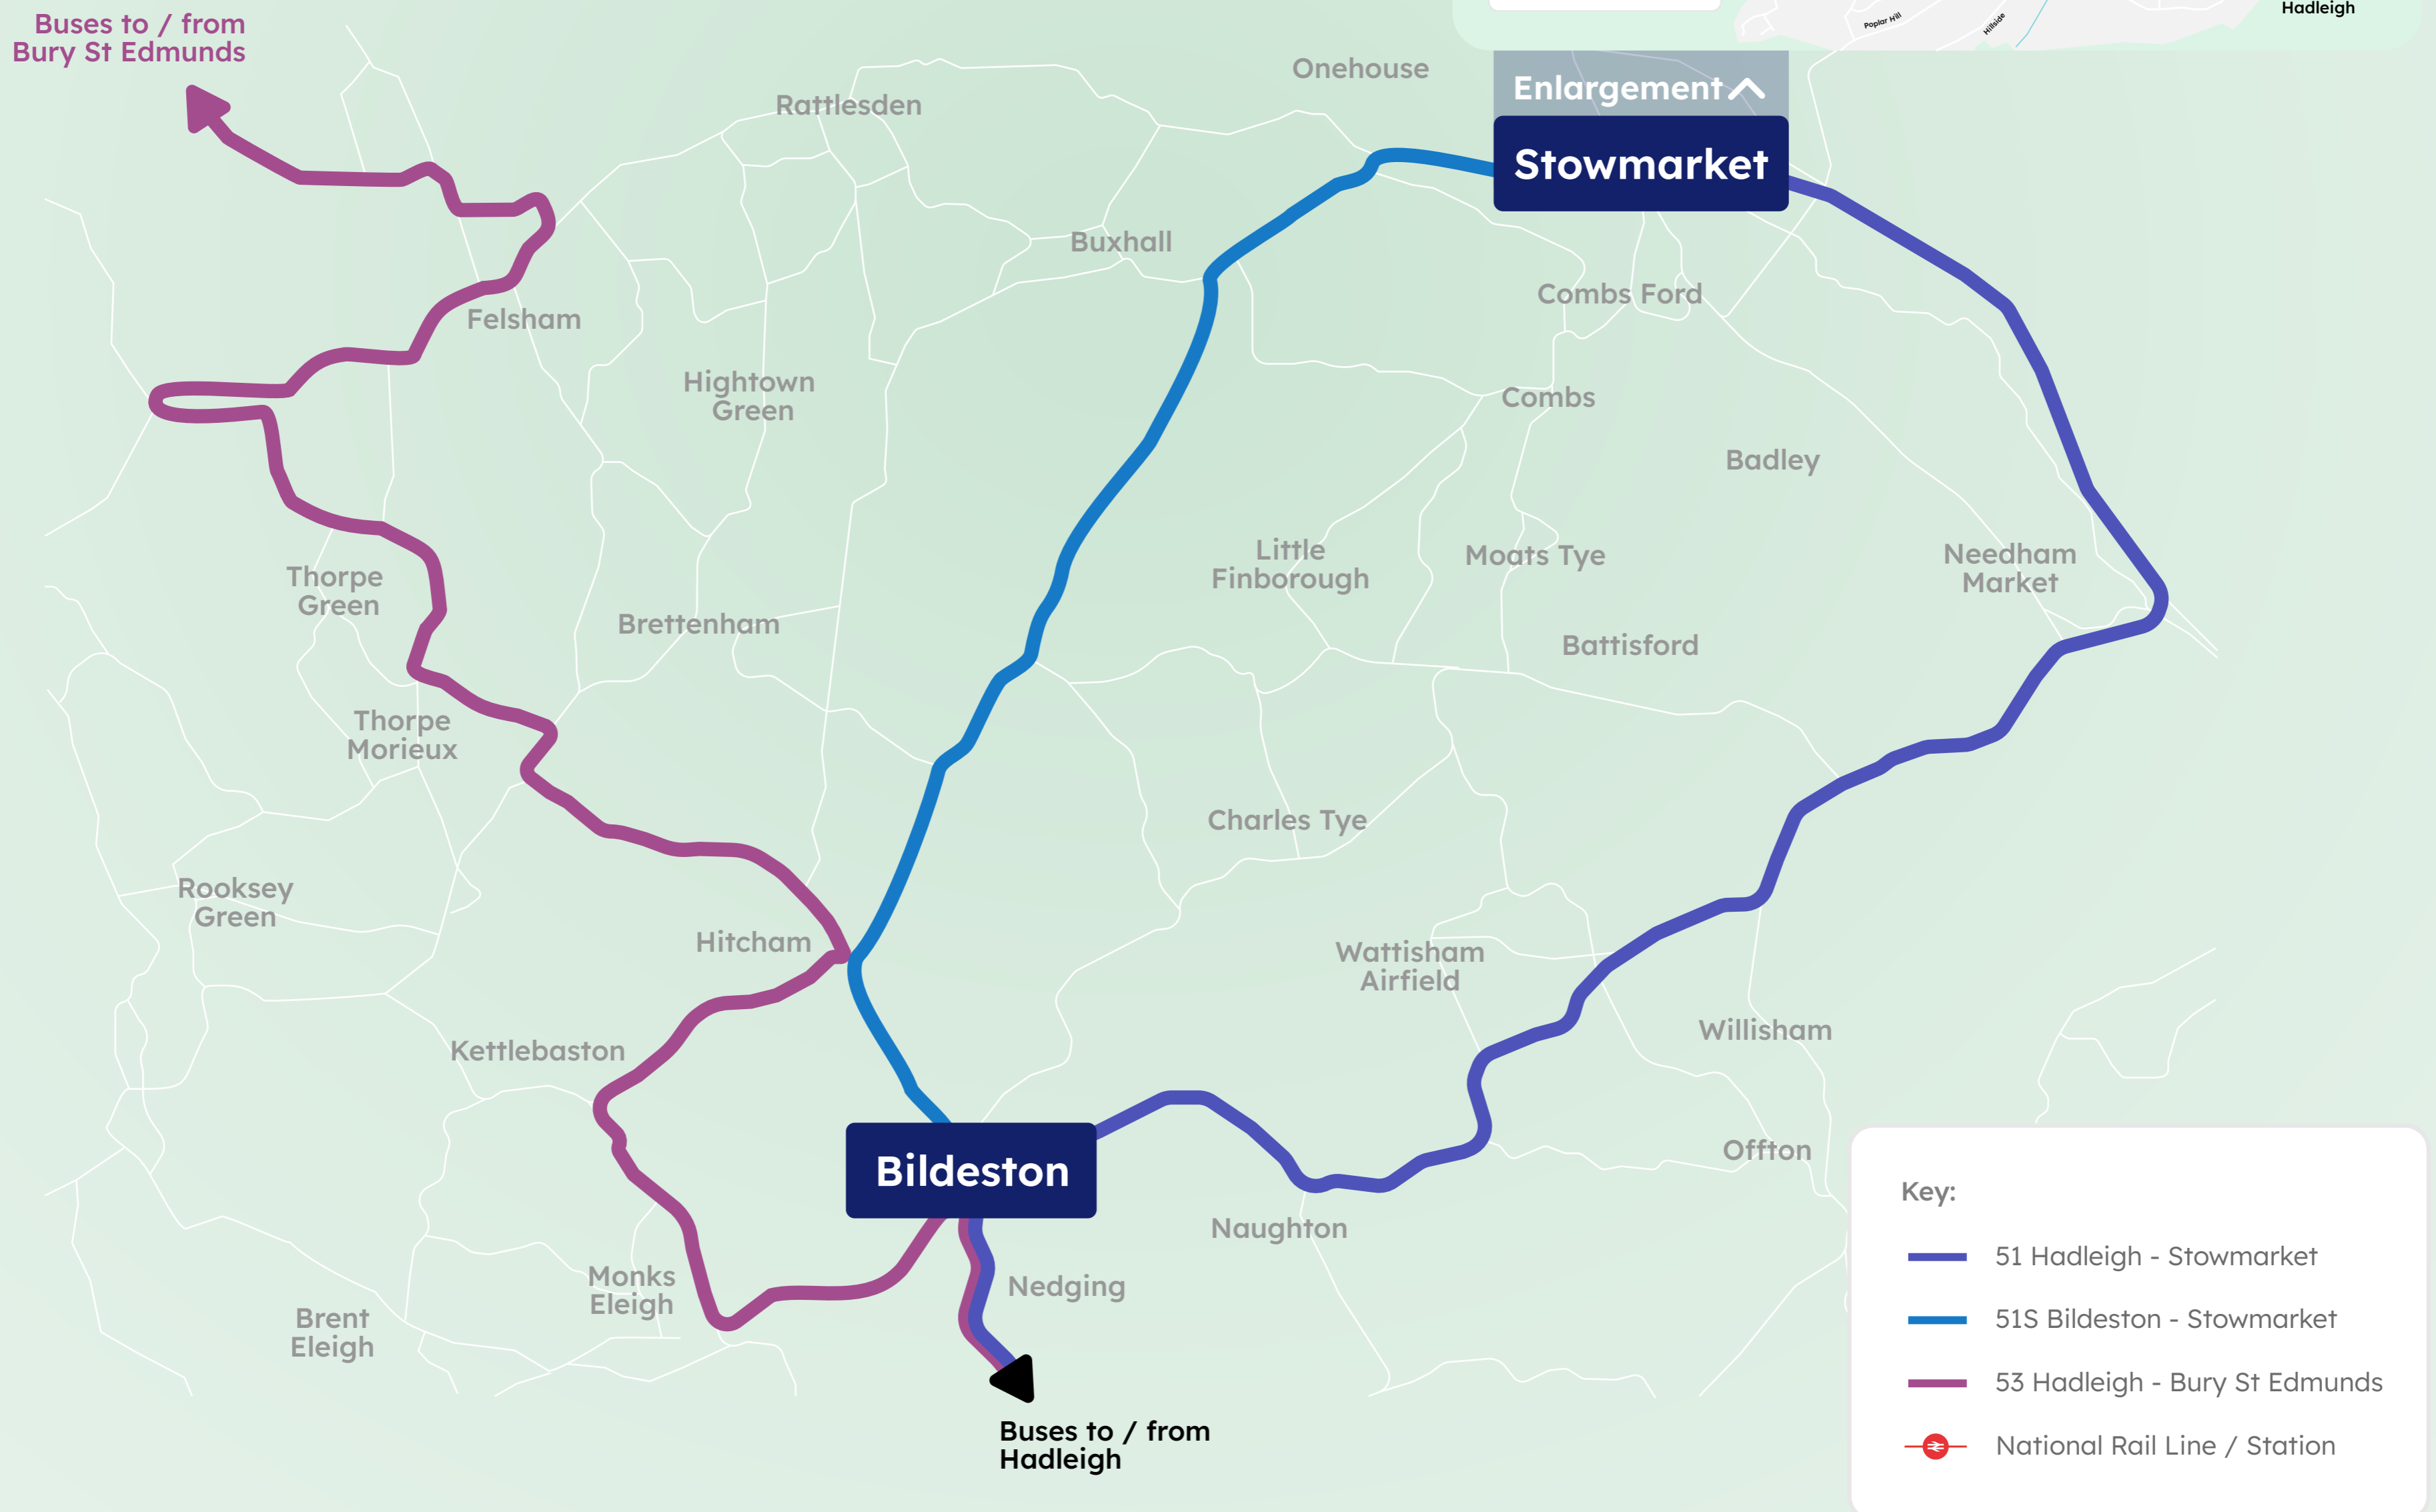 Buses to / from
Bury St Edmunds
Poplar Hill
Hillside
Hadleigh
Onehouse
Enlargement
Rattlesden
Stowmarket
Buxhall
Combs Ford
Felsham
Hightown
Green
Combs
Badley
Little
Finborough
Moats Tye
Needham
Market
Thorpe
Green
Brettenham
Battisford
Thorpe
Morieux
Charles Tye
Rooksey
Green
Hitcham
Wattisham
Airfield
Kettlebaston
Willisham
Bildeston
Offton
Naughton
Monks
Eleigh
Nedging
Brent
Eleigh
Buses to / from
Hadleigh
Key:
51 Hadleigh - Stowmarket
51S Bildeston - Stowmarket
53 Hadleigh - Bury St Edmunds
National Rail Line / Station